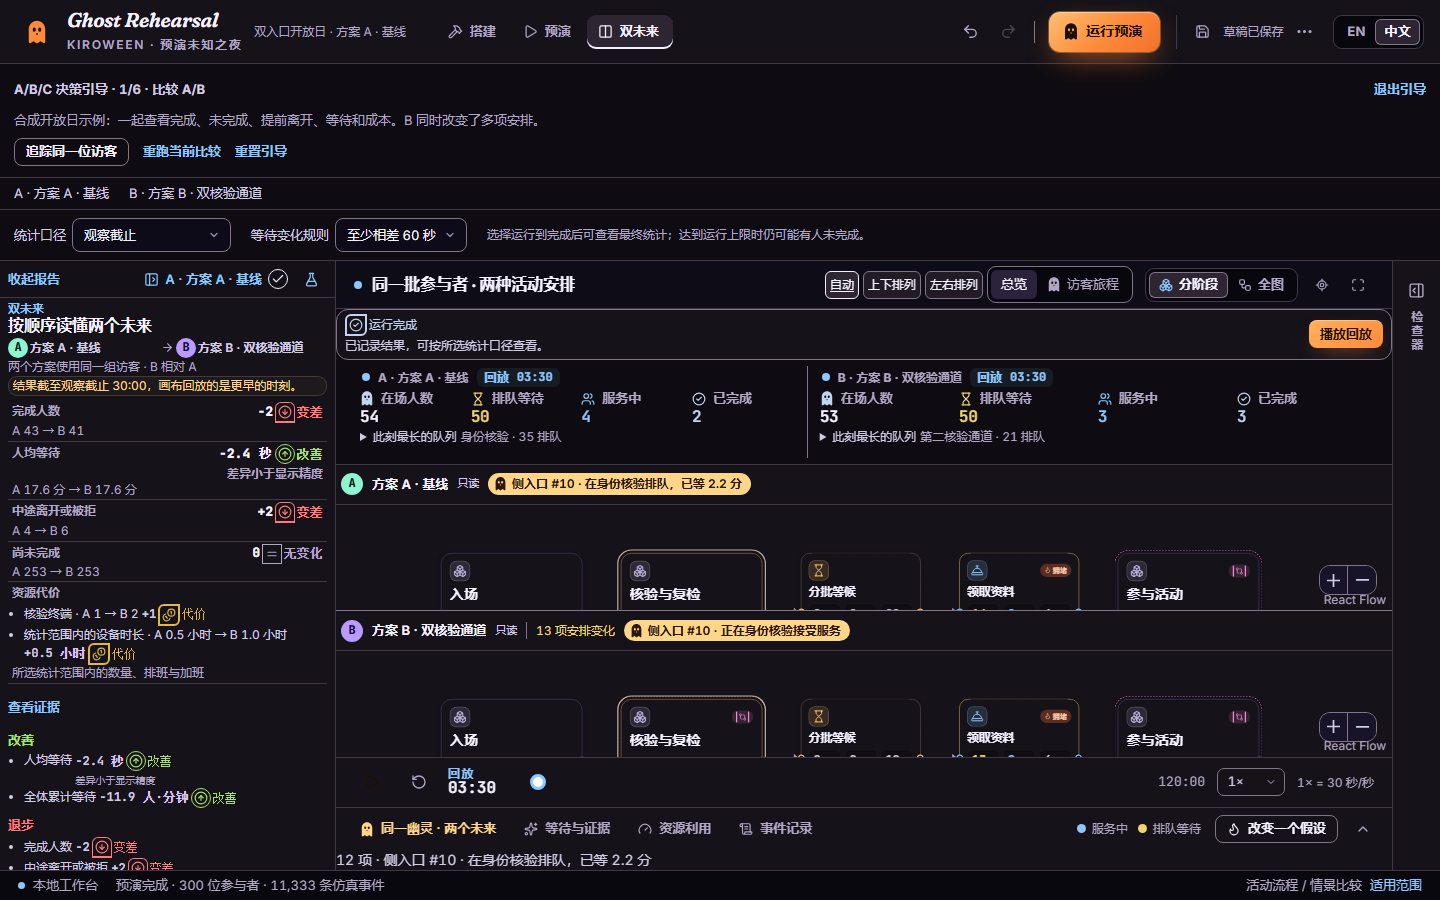 Ghost Rehearsal
KIROWEEN · 预演未知之夜
双入口开放日 · 方案 A · 基线
搭建
预演
双未来
运行预演
草稿已保存
EN
中文
A/B/C 决策引导 · 1/6 · 比较 A/B
退出引导
合成开放日示例：一起查看完成、未完成、提前离开、等待和成本。B 同时改变了多项安排。
追踪同一位访客
重跑当前比较
重置引导
A · 方案 A · 基线
B · 方案 B · 双核验通道
统计口径
观察截止
等待变化规则
至少相差 60 秒
选择运行到完成后可查看最终统计；达到运行上限时仍可能有人未完成。
收起报告
A · 方案 A · 基线
双未来
按顺序读懂两个未来
A 方案 A · 基线 → B 方案 B · 双核验通道
两个方案使用同一组访客 · B 相对 A
结果截至观察截止 30:00，画布回放的是更早的时刻。
完成人数
-2 变差
A 43 → B 41
人均等待
-2.4 秒 改善
差异小于显示精度
A 17.6 分 → B 17.6 分
中途离开或被拒
+2 变差
A 4 → B 6
尚未完成
0 = 无变化
A 253 → B 253
资源代价
• 核验终端 · A 1 → B 2 +1 代价
• 统计范围内的设备时长 · A 0.5 小时 → B 1.0 小时
+0.5 小时 代价
所选统计范围内的数量、排班与加班
查看证据
改善
• 人均等待 -2.4 秒 改善
差异小于显示精度
• 全体累计等待 -11.9 人·分钟 改善
退步
• 完成人数 -2 变差
• 中途离开或被拒 +2 变差
同一批参与者 · 两种活动安排
自动
上下排列
左右排列
总览
访客旅程
分阶段
全图
检查器
运行完成
已记录结果，可按所选统计口径查看。
播放回放
A · 方案 A · 基线 回放 03:30
在场人数 排队等待 服务中 已完成
54 50 4 2
此刻最长的队列 身份核验 · 35 排队
B · 方案 B · 双核验通道 回放 03:30
在场人数 排队等待 服务中 已完成
53 50 3 3
此刻最长的队列 第二核验通道 · 21 排队
A 方案 A · 基线 只读 侧入口 #10 · 在身份核验排队，已等 2.2 分
入场
核验与复检
分批等候
领取资料
拥堵
参与活动
React Flow
B 方案 B · 双核验通道 只读 13 项安排变化 侧入口 #10 · 正在身份核验接受服务
入场
核验与复检
分批等候
领取资料
拥堵
参与活动
React Flow
回放
03:30
120:00
1×
1× = 30 秒/秒
同一幽灵 · 两个未来
等待与证据
资源利用
事件记录
服务中
排队等待
改变一个假设
12 项 · 侧入口 #10 · 在身份核验排队，已等 2.2 分
本地工作台
预演完成 · 300 位参与者 · 11,333 条仿真事件
活动流程 / 情景比较
适用范围